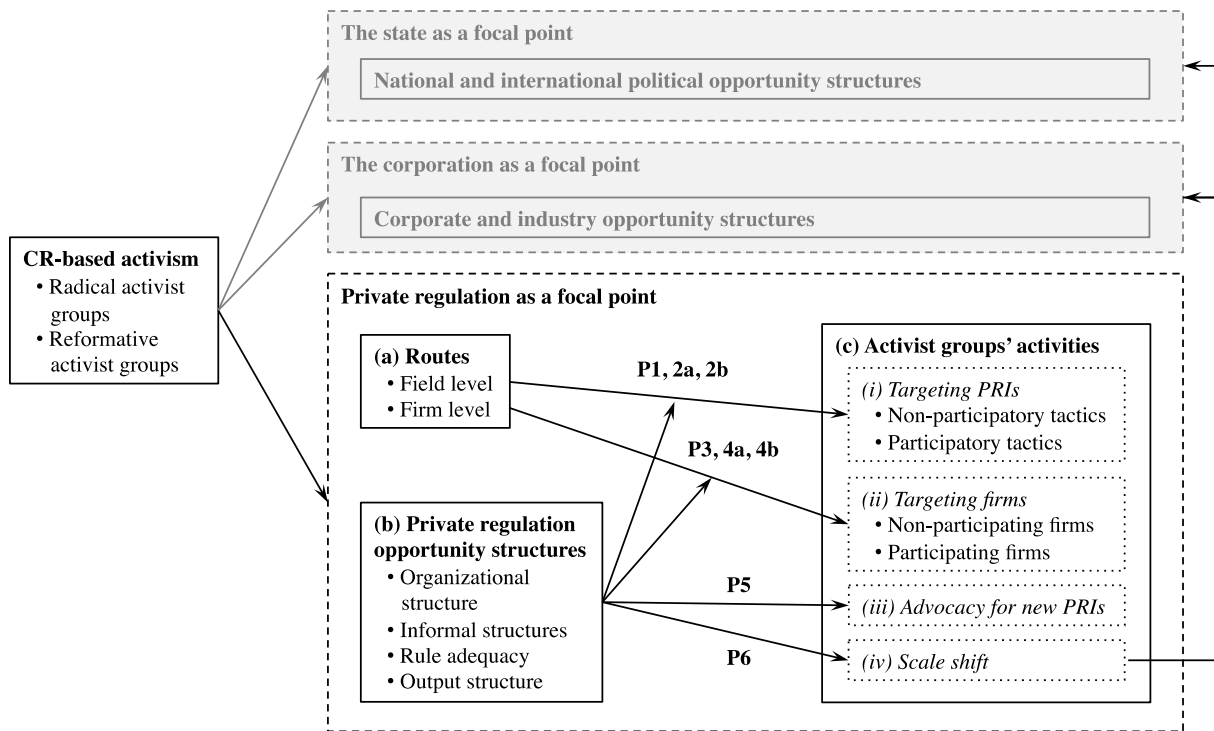 The state as a focal point
National and international political opportunity structures
The corporation as a focal point
Corporate and industry opportunity structures
CR-based activism
• Radical activist
groups
• Reformative
activist groups
Private regulation as a focal point
(a) Routes
• Field level
• Firm level
P1, 2a, 2b
P3, 4a, 4b
(b) Private regulation
opportunity structures
• Organizational
structure
• Informal structures
• Rule adequacy
• Output structure
P5
P6
(c) Activist groups’ activities
(i) Targeting PRIs
• Non-participatory tactics
• Participatory tactics
(ii) Targeting firms
• Non-participating firms
• Participating firms
(iii) Advocacy for new PRIs
(iv) Scale shift